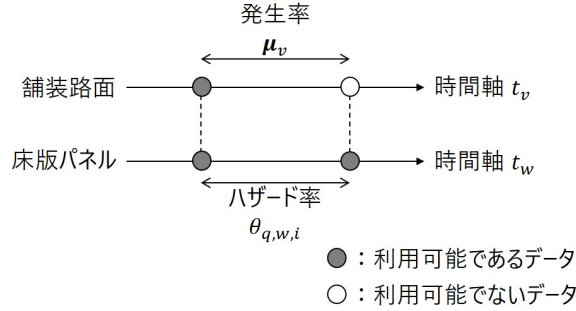 発生率
μ_v
舗装路面
時間軸 t_v
床版パネル
時間軸 t_w
ハザード率
θ_{q,w,i}
：利用可能であるデータ
：利用可能でないデータ